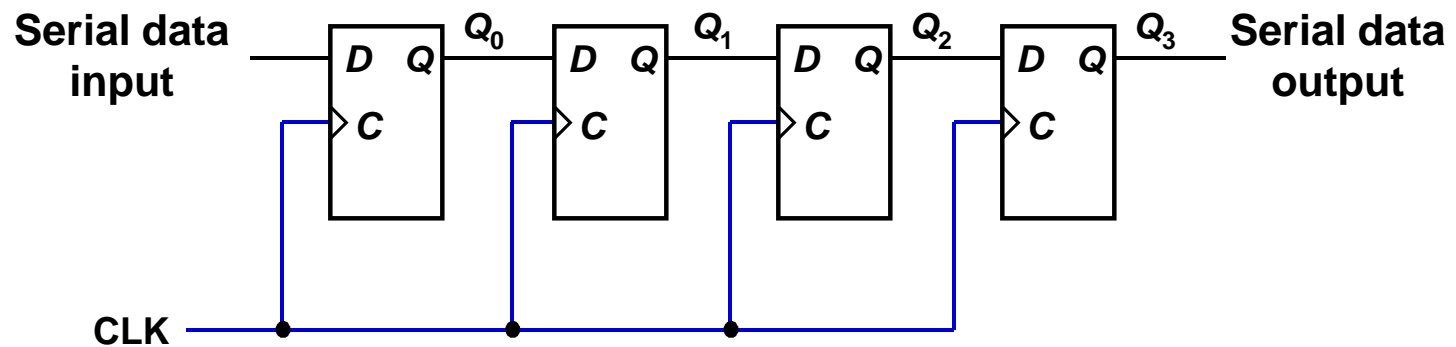 Serial data
input
Q0
Q1
Q2
Q3
Serial data
output
D Q
D Q
D Q
D Q
C
C
C
C
CLK